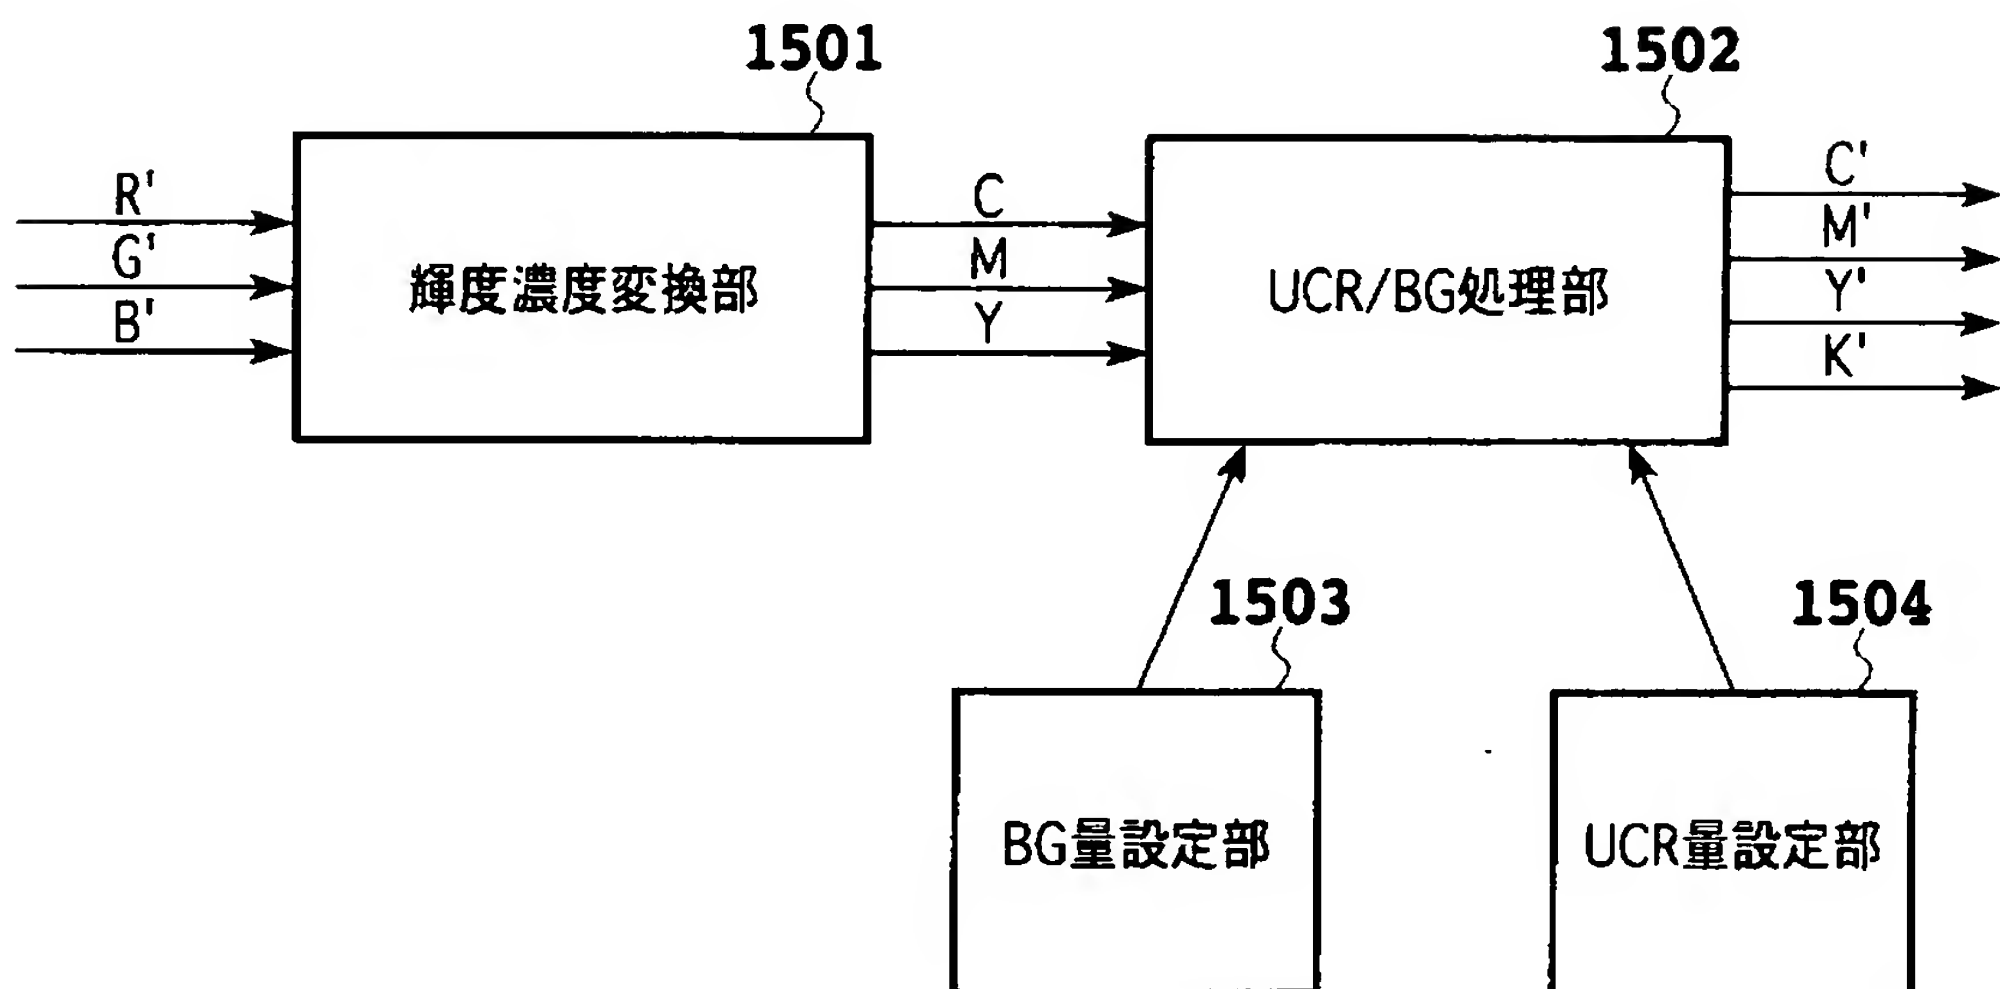 1501
1502
R'
G'
B'
輝度濃度変換部
C
M
Y
UCR/BG処理部
C'
M'
Y'
K'
1503
1504
BG量設定部
UCR量設定部